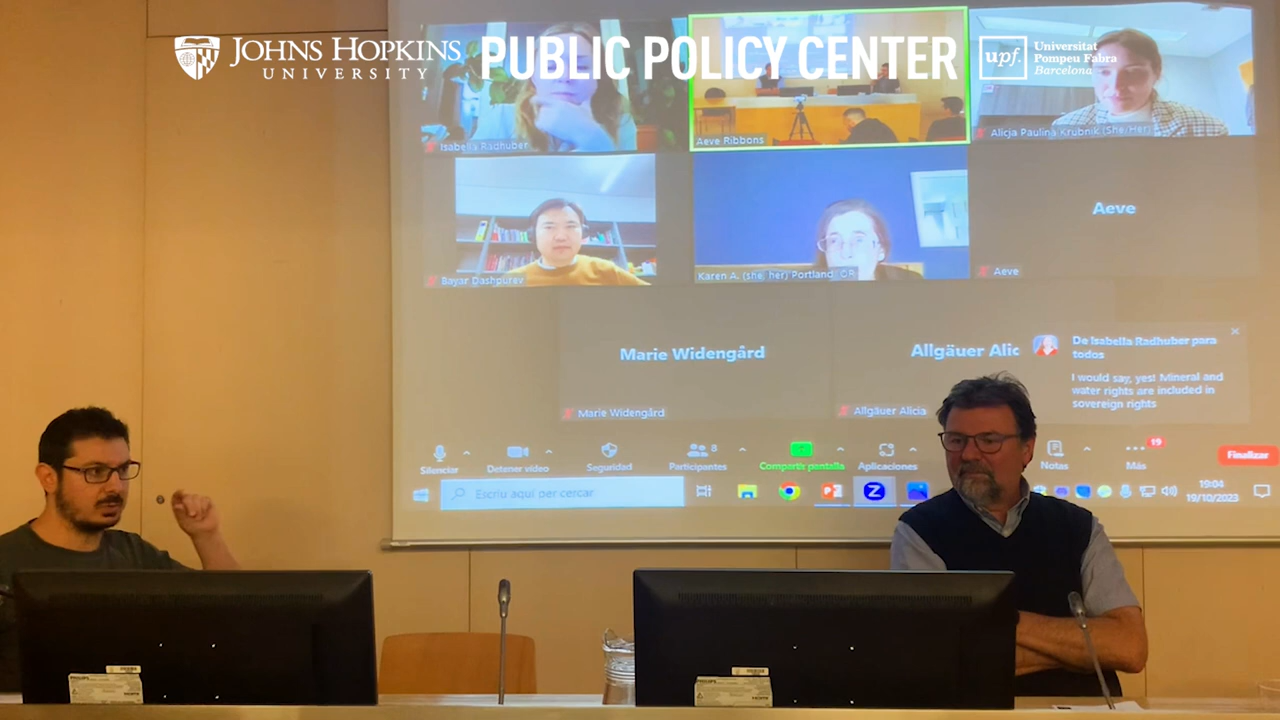 JOHNS HOPKINS
UNIVERSITY
PUBLIC POLICY CENTER
upf.
Universitat
Pompeu Fabra
Barcelona
Isabella Radhuber
Aeve Ribbons
Alicja Paulina Krubnik (She/Her)
Bayar Dashpurev
Karen A. (she, her) Portland, OR
Aeve
Aeve
Marie Widengård
Marie Widengård
Allgäuer Alic
Allgäuer Alicia
De Isabella Radhuber para
todos
I would say, yes! Mineral and
water rights are included in
sovereign rights
Silenciar
Detener vídeo
Seguridad
Participantes
8
Compartir pantalla
Aplicaciones
Notas
Más
19
Finalizar
Escriu aquí per cercar
19:04
19/10/2023